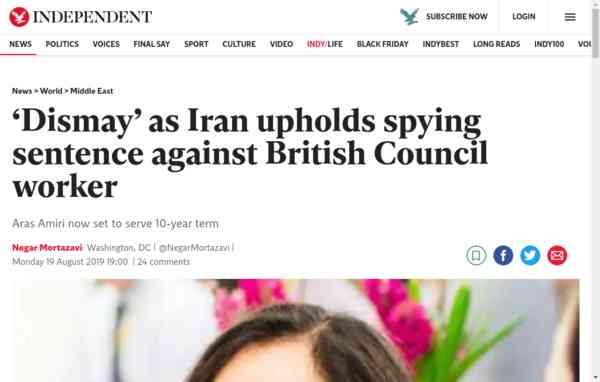 INDEPENDENT
SUBSCRIBE NOW
LOGIN
NEWS POLITICS VOICES FINAL SAY SPORT CULTURE VIDEO INDY/LIFE BLACK FRIDAY INDYBEST LONG READS INDY100 VOU
News > World > Middle East
‘Dismay’ as Iran upholds spying
sentence against British Council
worker
Aras Amiri now set to serve 10-year term
Negar Mortazavi Washington, DC | @NegarMortazavi |
Monday 19 August 2019 19:00 | 24 comments